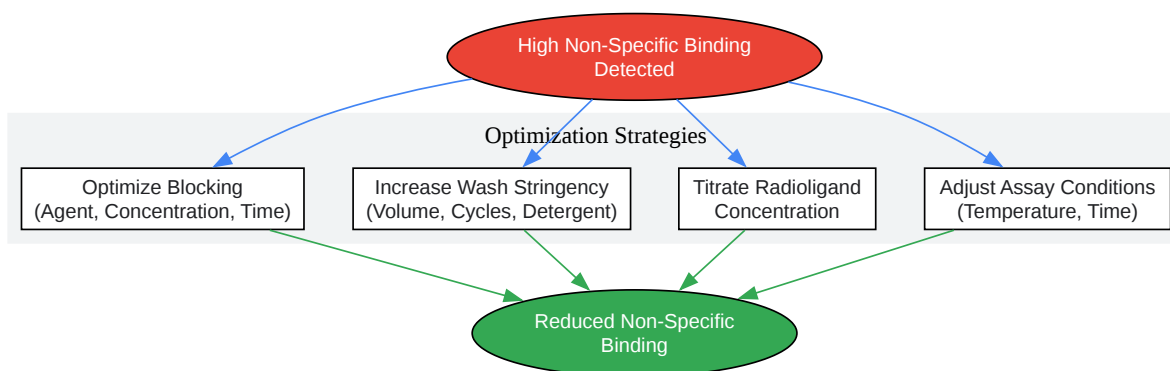 High Non-Specific Binding
Detected
Optimization Strategies
Optimize Blocking
(Agent, Concentration, Time)
Increase Wash Stringency
(Volume, Cycles, Detergent)
Titrate Radioligand
Concentration
Adjust Assay Conditions
(Temperature, Time)
Reduced Non-Specific
Binding